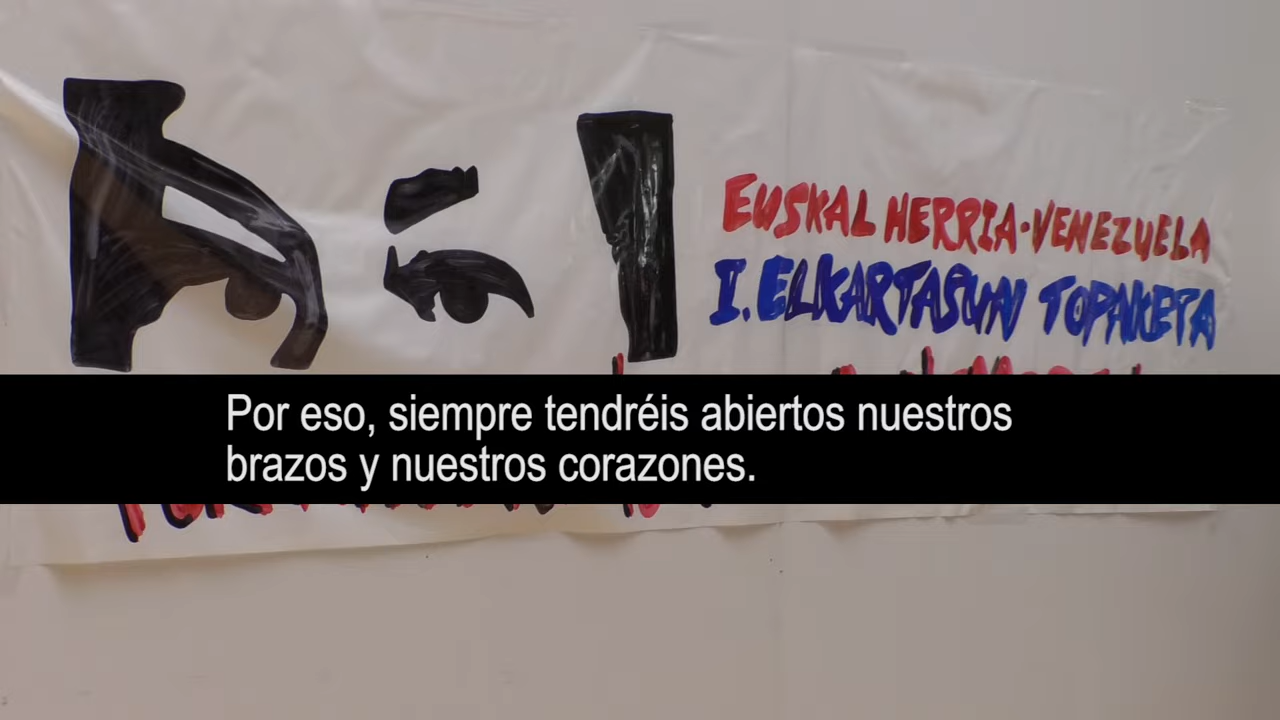 EUSKAL HERRIA·VENEZUELA
I. ELKARTASUN TOPAKETA
Por eso, siempre tendréis abiertos nuestros
brazos y nuestros corazones.